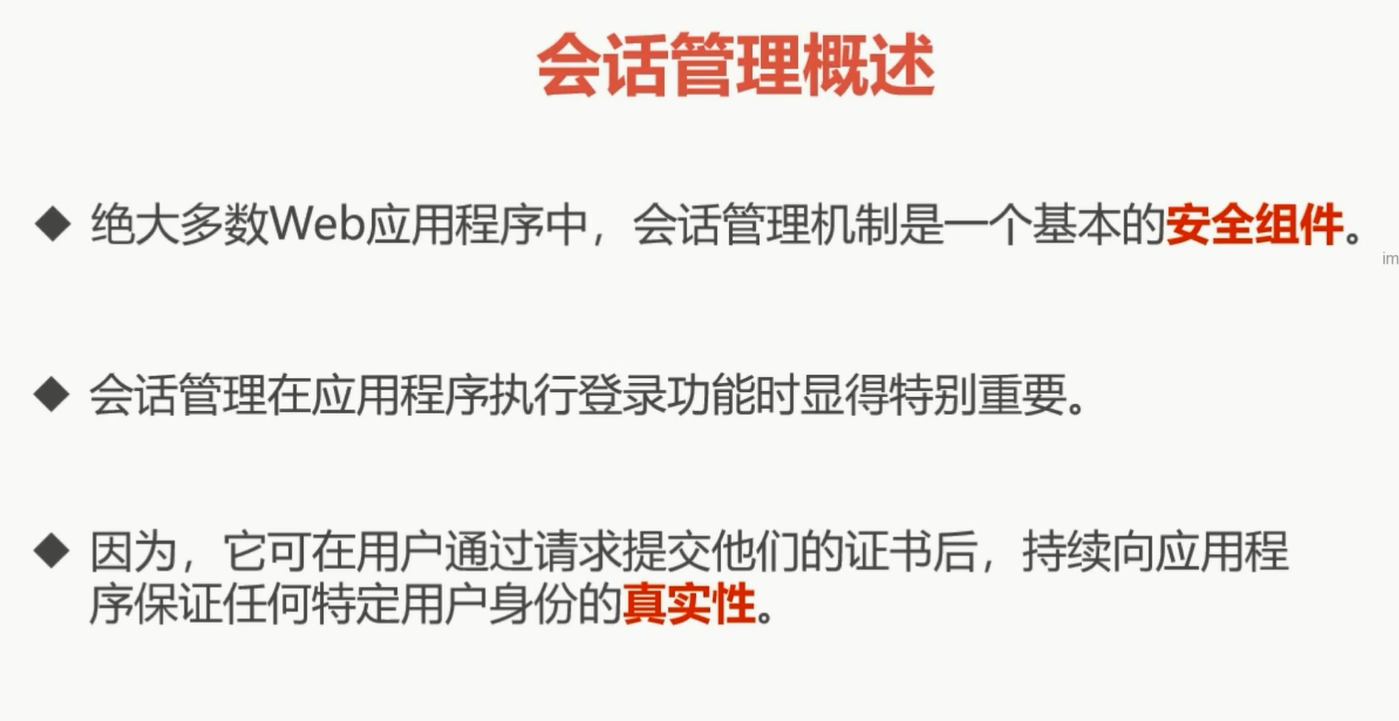 会话管理概述
◆ 绝大多数Web应用程序中，会话管理机制是一个基本的安全组件。
im
◆ 会话管理在应用程序执行登录功能时显得特别重要。
◆ 因为，它可在用户通过请求提交他们的证书后，持续向应用程
序保证任何特定用户身份的真实性。